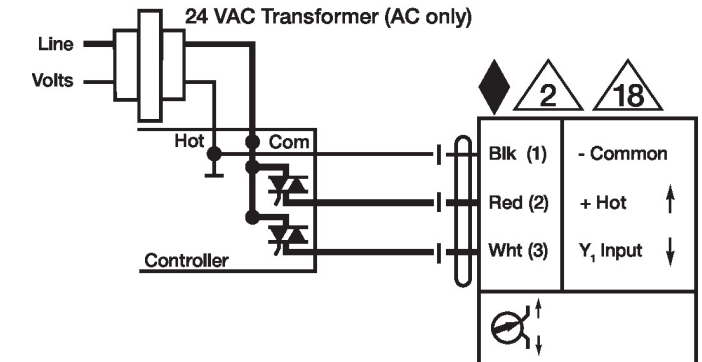 24 VAC Transformer (AC only)
Line
Volts
2
18
Hot
Com
Blk (1)
- Common
Red (2)
+ Hot
Wht (3)
Y1 Input
Controller